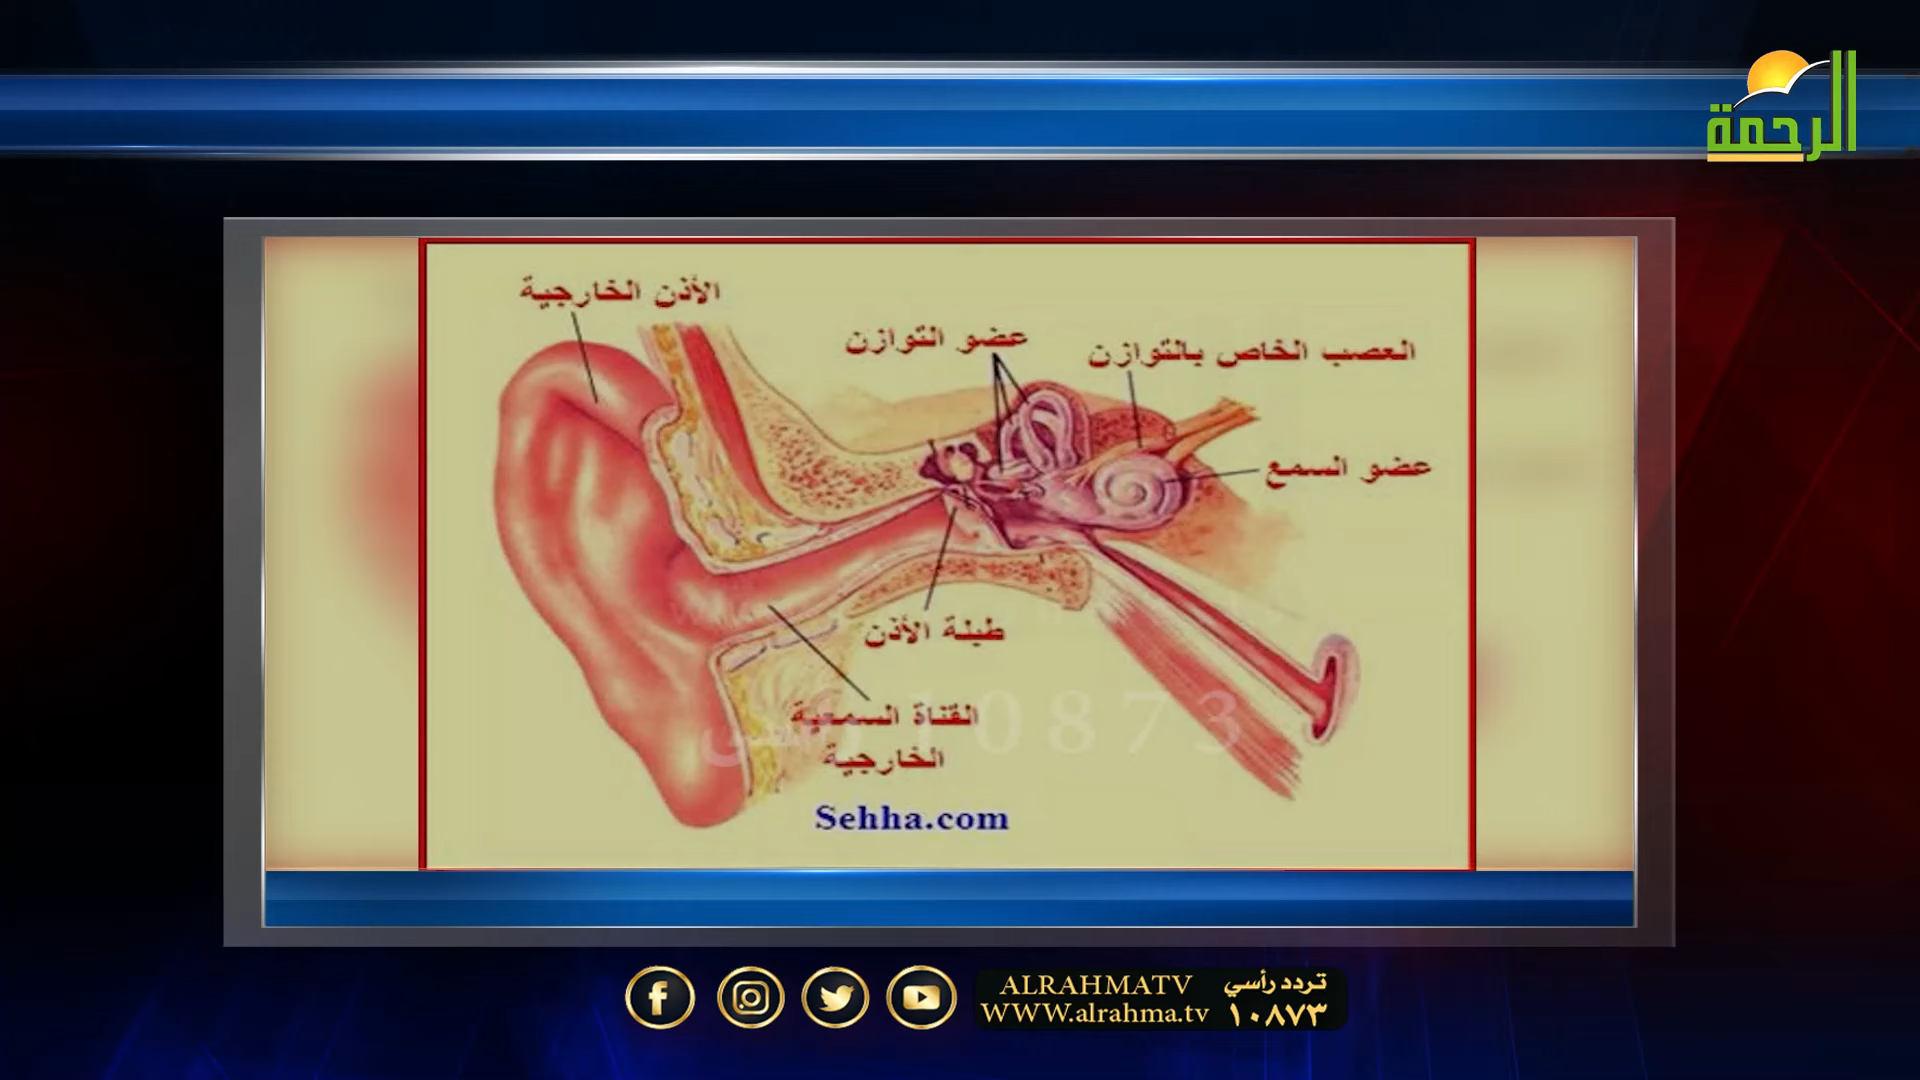 الرحمة
الأذن الخارجية
عضو التوازن
العصب الخاص بالتوازن
عضو السمع
طبلة الأذن
القناة السمعية
الخارجية
10873
Sehha.com
ALRAHMATV
WWW.alrahma.tv
تردد رأسي
١٠٨٧٣